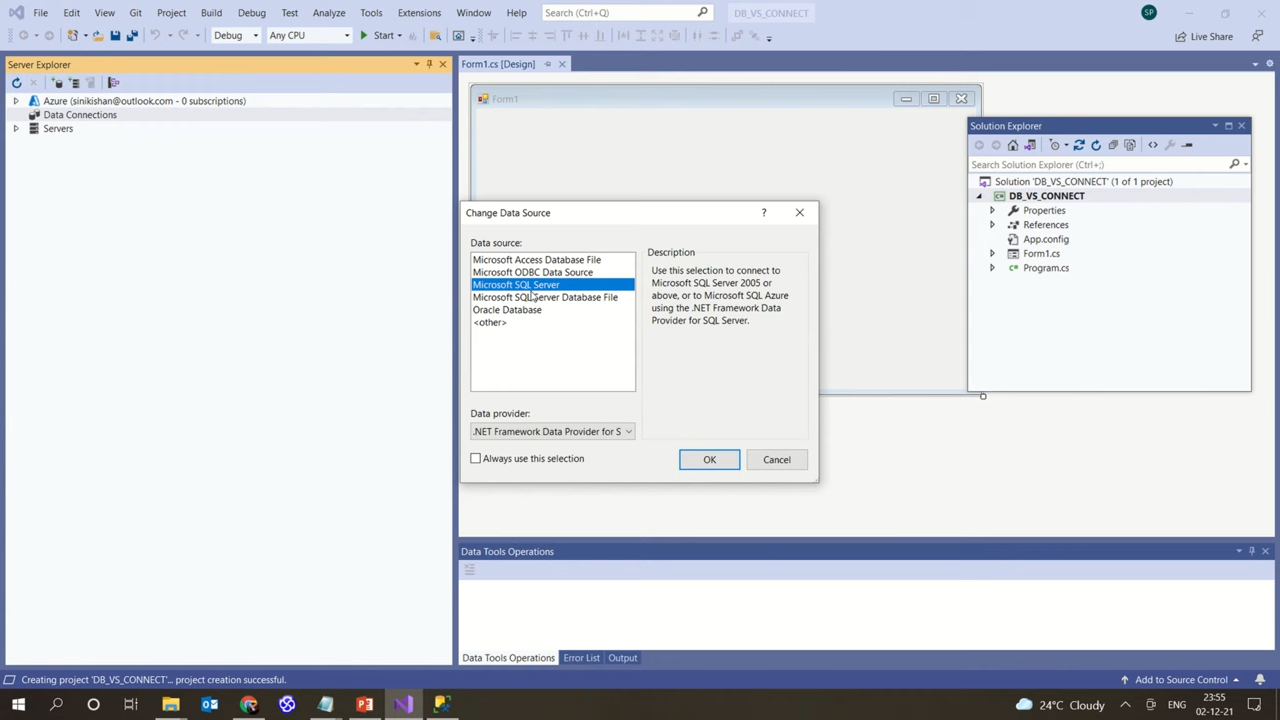 File Edit View Git Project Build Debug Test Analyze Tools Extensions Window Help Search (Ctrl+Q) DB_VS_CONNECT SP
Debug Any CPU Start Live Share
Server Explorer
Form1.cs [Design]
Azure (sinikishan@outlook.com - 0 subscriptions)
Data Connections
Servers
Form1
Solution Explorer
Search Solution Explorer (Ctrl+;)
Solution 'DB_VS_CONNECT' (1 of 1 project)
DB_VS_CONNECT
Properties
References
App.config
Form1.cs
Program.cs
Change Data Source
Data source:
Microsoft Access Database File
Microsoft ODBC Data Source
Microsoft SQL Server
Microsoft SQL Server Database File
Oracle Database
<other>
Description
Use this selection to connect to
Microsoft SQL Server 2005 or
above, or to Microsoft SQL Azure
using the .NET Framework Data
Provider for SQL Server.
Data provider:
.NET Framework Data Provider for S
Always use this selection
OK Cancel
Data Tools Operations
Data Tools Operations Error List Output
Creating project 'DB_VS_CONNECT'... project creation successful.
Add to Source Control
24°C Cloudy
ENG
23:55
02-12-21